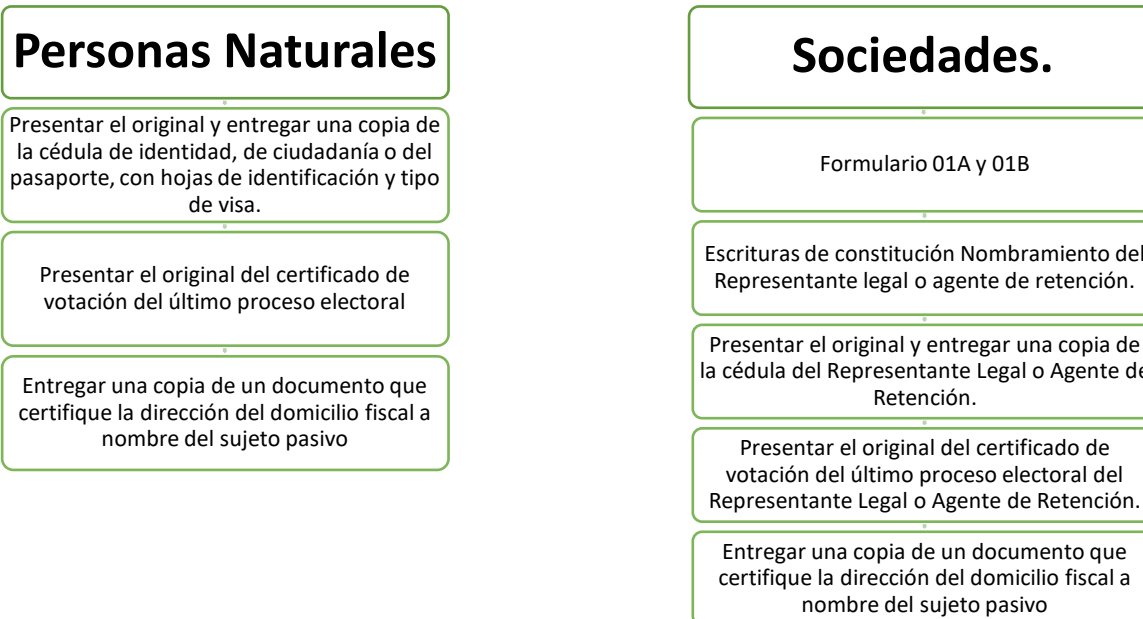 Personas Naturales
Presentar el original y entregar una copia de
la cédula de identidad, de ciudadanía o del
pasaporte, con hojas de identificación y tipo
de visa.
Presentar el original del certificado de
votación del último proceso electoral
Entregar una copia de un documento que
certifique la dirección del domicilio fiscal a
nombre del sujeto pasivo
Sociedades.
Formulario 01A y 01B
Escrituras de constitución Nombramiento del
Representante legal o agente de retención.
Presentar el original y entregar una copia de
la cédula del Representante Legal o Agente de
Retención.
Presentar el original del certificado de
votación del último proceso electoral del
Representante Legal o Agente de Retención.
Entregar una copia de un documento que
certifique la dirección del domicilio fiscal a
nombre del sujeto pasivo